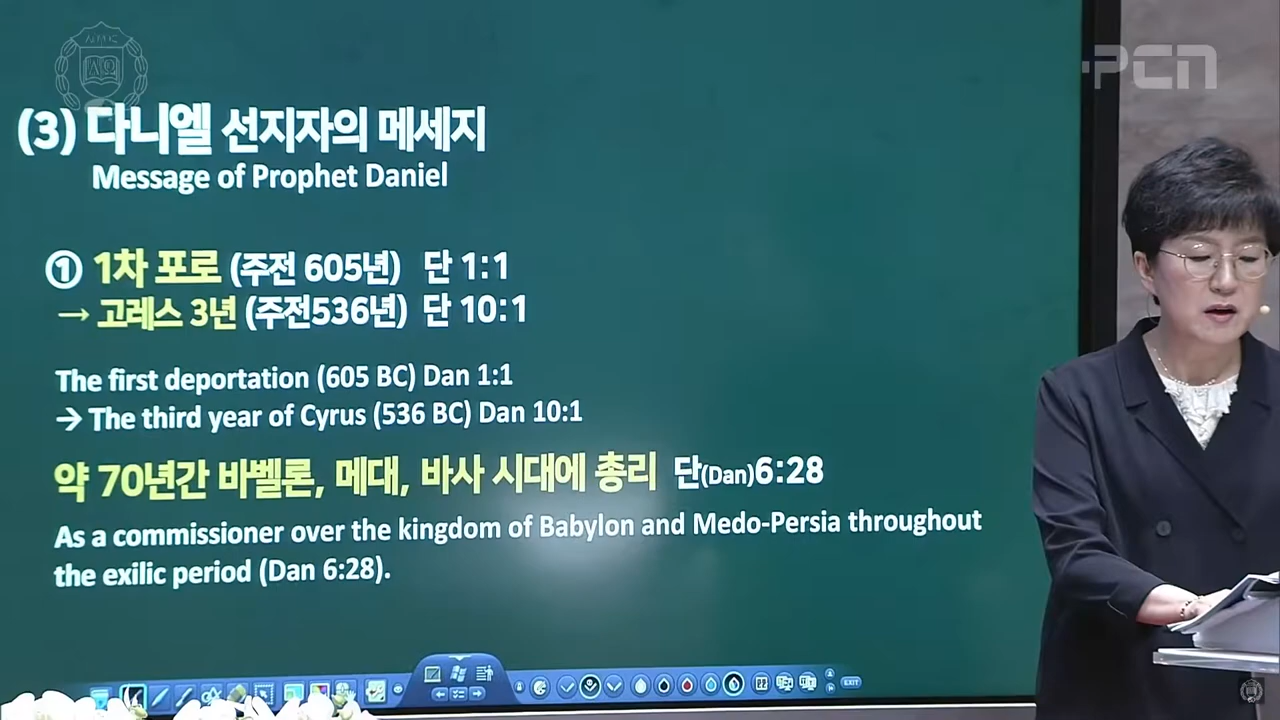 PCN
(3) 다니엘 선지자의 메세지
Message of Prophet Daniel
① 1차 포로 (주전 605년) 단 1:1
→ 고레스 3년 (주전536년) 단 10:1
The first deportation (605 BC) Dan 1:1
→ The third year of Cyrus (536 BC) Dan 10:1
약 70년간 바벨론, 메대, 바사 시대에 총리 단(Dan)6:28
As a commissioner over the kingdom of Babylon and Medo-Persia throughout
the exilic period (Dan 6:28).
EXIT